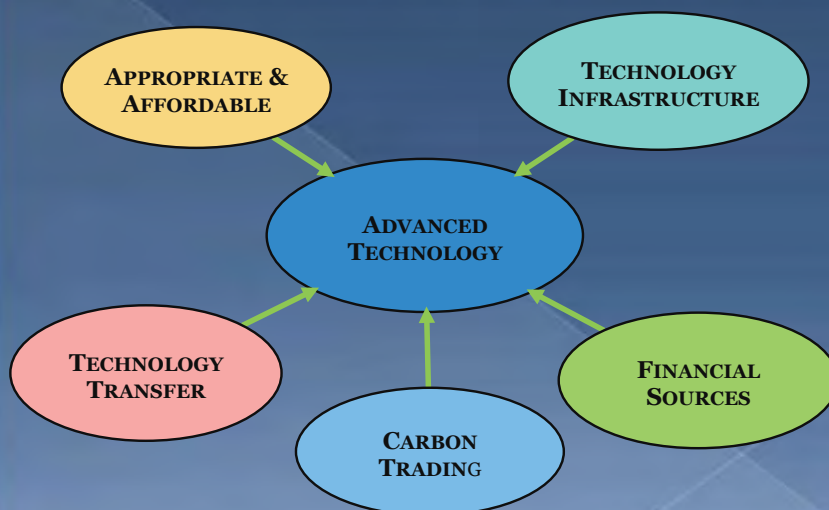 APPROPRIATE &
AFFORDABLE
TECHNOLOGY
INFRASTRUCTURE
ADVANCED
TECHNOLOGY
TECHNOLOGY
TRANSFER
FINANCIAL
SOURCES
CARBON
TRADING